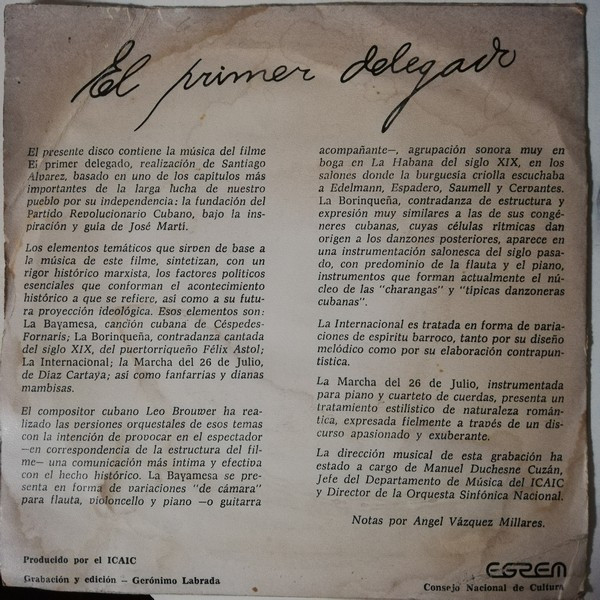 El primer delegado
El presente disco contiene la música del filme
El primer delegado, realización de Santiago
Alvarez, basado en uno de los capítulos más
importantes de la larga lucha de nuestro
pueblo por su independencia: la fundación del
Partido Revolucionario Cubano, bajo la ins-
piración y guía de José Martí.
Los elementos temáticos que sirven de base a
la música de este filme, sintetizan, con un
rigor histórico marxista, los factores políticos
esenciales que conforman el acontecimiento
histórico a que se refiere, así como a su futu-
ra proyección ideológica. Esos elementos son:
La Bayamesa, canción cubana de Céspedes-
Fornaris; La Borinqueña, contradanza cantada
del siglo XIX, del puertorriqueño Félix Astol;
La Internacional; la Marcha del 26 de Julio,
de Díaz Cartaya; así como fanfarrias y dianas
mambisas.
El compositor cubano Leo Brouwer ha rea-
lizado las versiones orquestales de esos temas
con la intención de provocar en el espectador
—en correspondencia de la estructura del fil-
me— una comunicación más íntima y efectiva
con el hecho histórico. La Bayamesa se pre-
senta en forma de variaciones "de cámara"
para flauta, violoncello y piano —o guitarra
acompañante—, agrupación sonora muy en
boga en La Habana del siglo XIX, en los
salones donde la burguesía criolla escuchaba
a Edelmann, Espadero, Saumell y Cervantes.
La Borinqueña, contradanza de estructura y
expresión muy similares a las de sus congé-
neres cubanas, cuyas células rítmicas dan
origen a los danzones posteriores, aparece en
una instrumentación salonesca del siglo pasa-
do, con predominio de la flauta y el piano,
instrumentos que forman actualmente el nú-
cleo de las "charangas" y "típicas danzoneras
cubanas".
La Internacional es tratada en forma de varia-
ciones de espíritu barroco, tanto por su diseño
melódico como por su elaboración contrapun-
tística.
La Marcha del 26 de Julio, instrumentada
para piano y cuarteto de cuerdas, presenta un
tratamiento estilístico de naturaleza román-
tica, expresada fielmente a través de un dis-
curso apasionado y exuberante.
La dirección musical de esta grabación ha
estado a cargo de Manuel Duchesne Cuzán,
Jefe del Departamento de Música del ICAIC
y Director de la Orquesta Sinfónica Nacional.
Notas por Angel Vázquez Millares.
Producido por el ICAIC
Grabación y edición – Gerónimo Labrada
EGREM
Consejo Nacional de Cultura